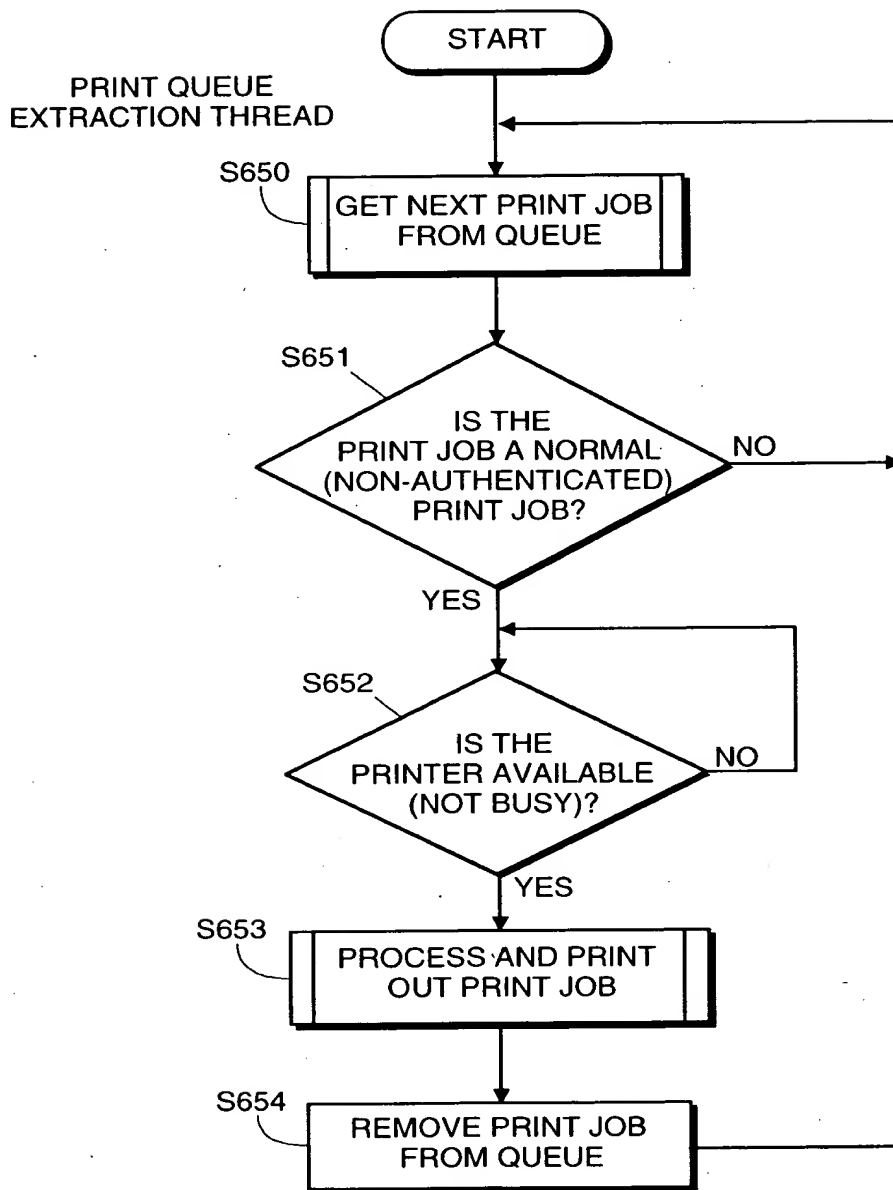 START
PRINT QUEUE
EXTRACTION THREAD
S650
GET NEXT PRINT JOB
FROM QUEUE
S651
IS THE
PRINT JOB A NORMAL
(NON-AUTHENTICATED)
PRINT JOB?
NO
YES
S652
IS THE
PRINTER AVAILABLE
(NOT BUSY)?
NO
YES
S653
PROCESS AND PRINT
OUT PRINT JOB
S654
REMOVE PRINT JOB
FROM QUEUE